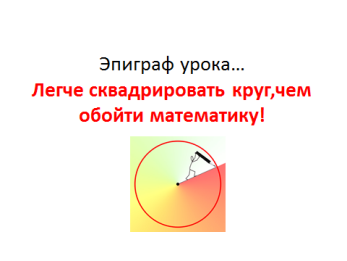 Эпиграф урока...
Легче сквадрировать круг,чем
обойти математику!